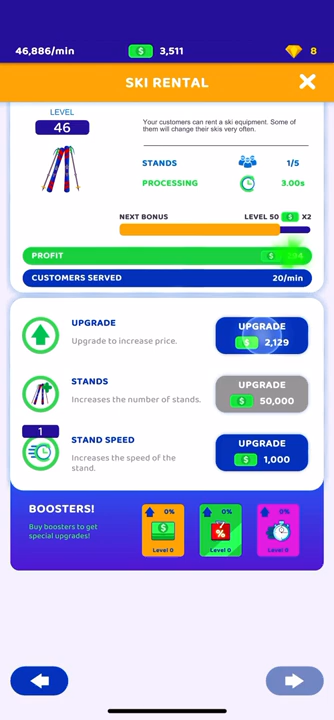 46,886/min
3,511
8
SKI RENTAL
LEVEL
46
Your customers can rent a ski equipment. Some of
them will change their skis very often.
STANDS
1/5
PROCESSING
3.00s
NEXT BONUS
LEVEL 50
X2
PROFIT
CUSTOMERS SERVED
20/min
UPGRADE
Upgrade to increase price.
UPGRADE
2,129
STANDS
Increases the number of stands.
UPGRADE
50,000
1
STAND SPEED
Increases the speed of the
stand.
UPGRADE
1,000
BOOSTERS!
Buy boosters to get
special upgrades!
0%
Level 0
0%
Level 0
0%
Level 0